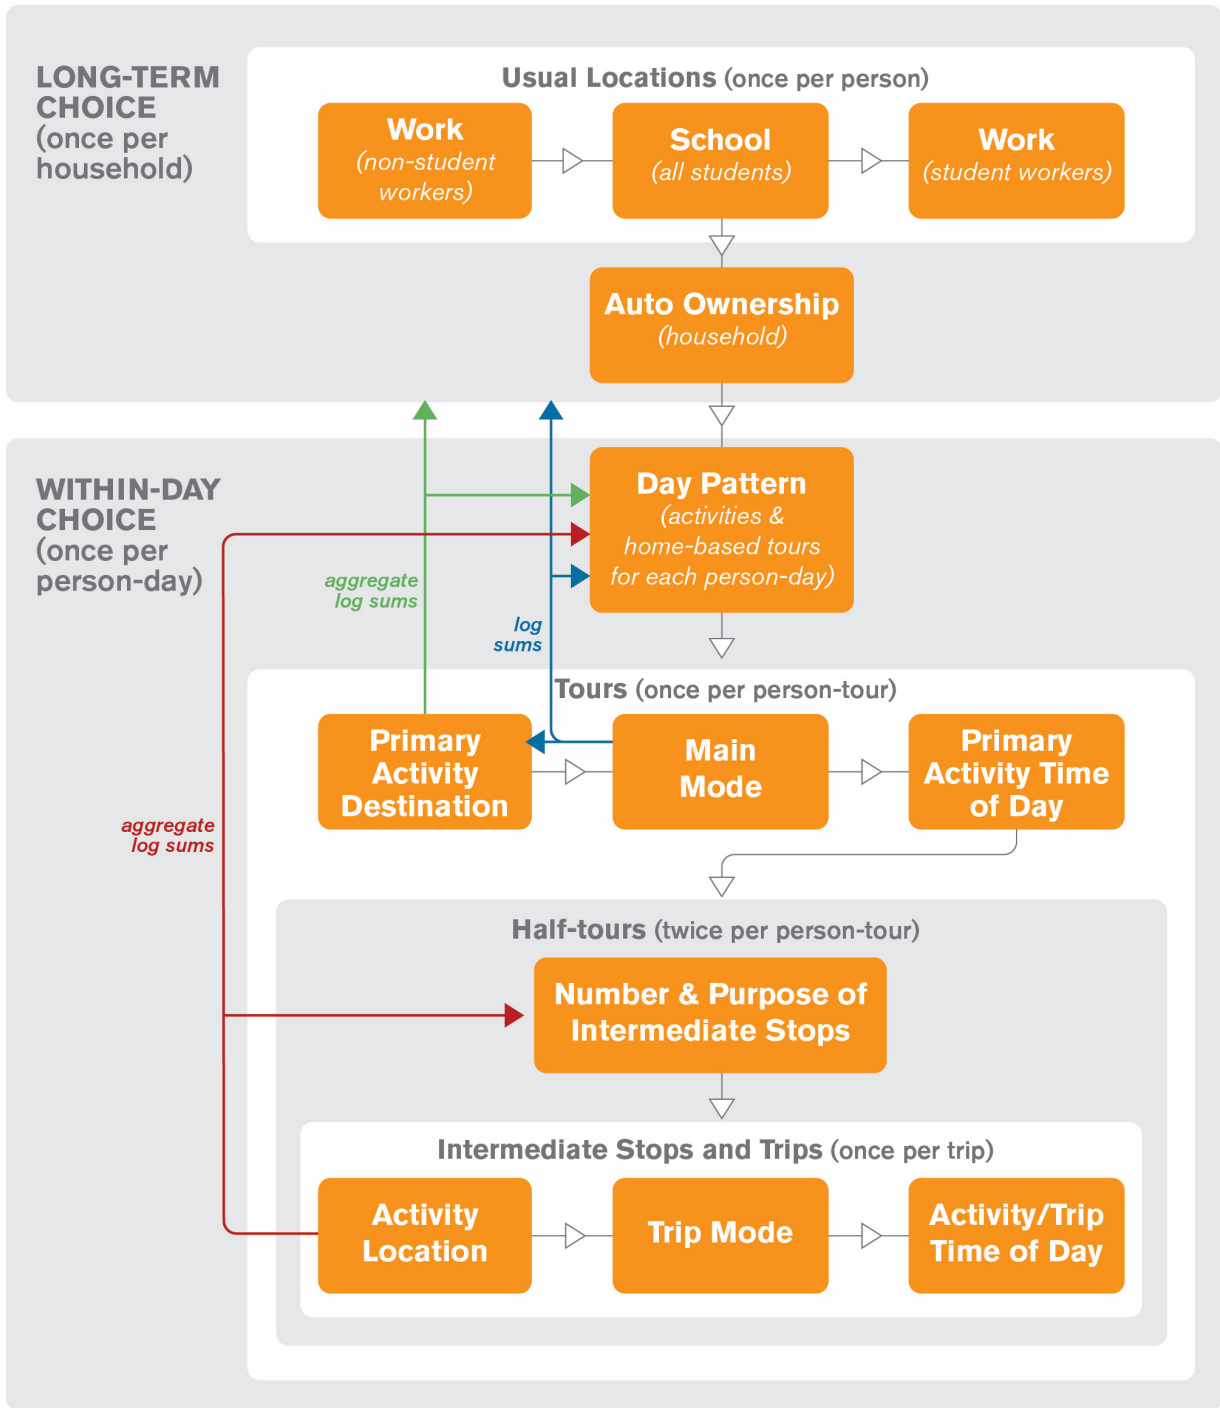 LONG-TERM
CHOICE
(once per
household)
Usual Locations (once per person)
Work
(non-student
workers)
School
(all students)
Work
(student workers)
Auto Ownership
(household)
WITHIN-DAY
CHOICE
(once per
person-day)
Day Pattern
(activities &
home-based tours
for each person-day)
aggregate
log sums
log
sums
Tours (once per person-tour)
Primary
Activity
Destination
Main
Mode
Primary
Activity Time
of Day
aggregate
log sums
Half-tours (twice per person-tour)
Number & Purpose of
Intermediate Stops
Intermediate Stops and Trips (once per trip)
Activity
Location
Trip Mode
Activity/Trip
Time of Day